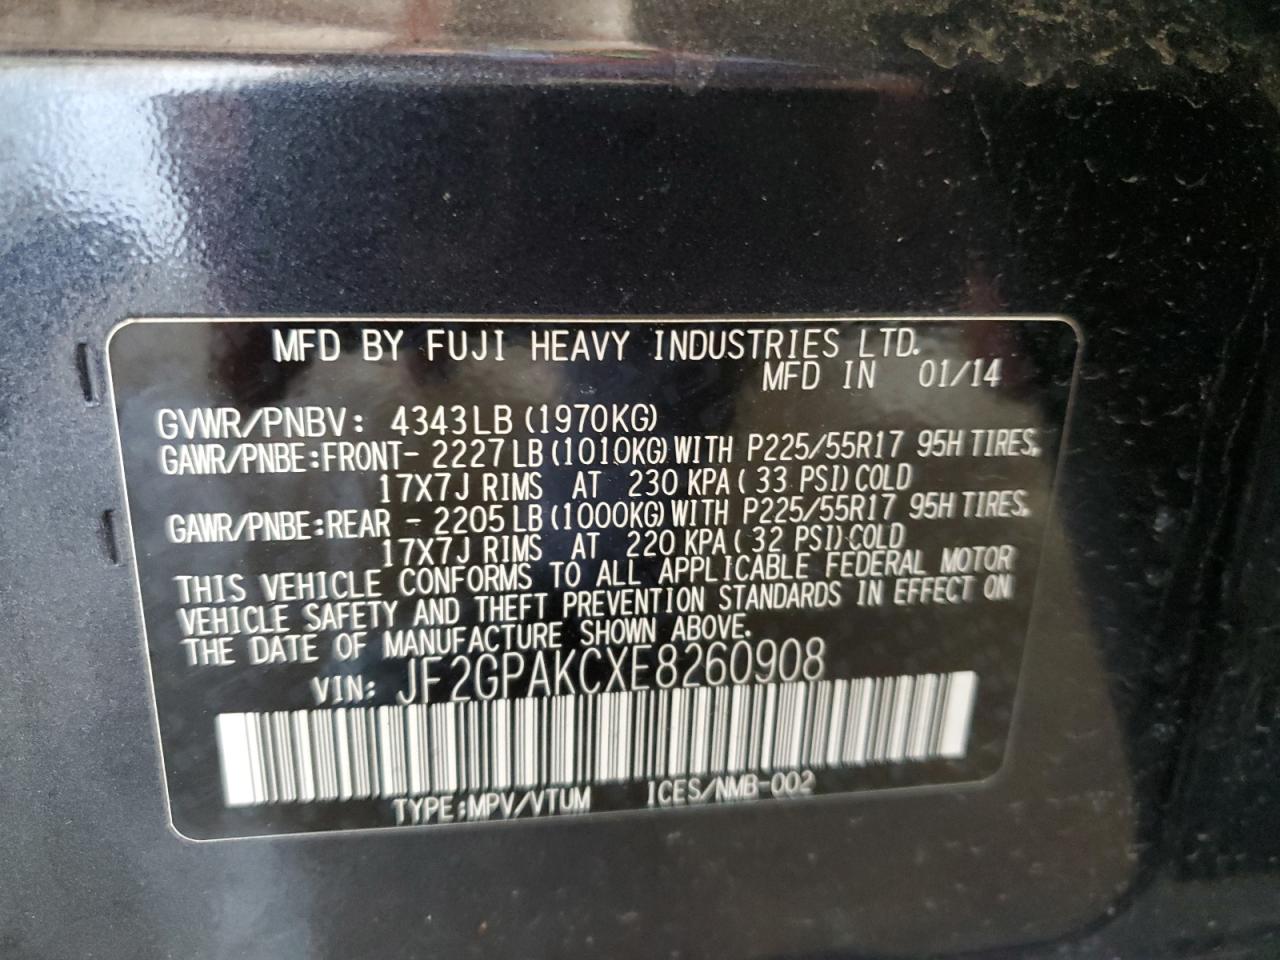 MFD BY FUJI HEAVY INDUSTRIES LTD.
MFD IN 01/14
GVWR/PNBV: 4343LB (1970KG)
GAWR/PNBE:FRONT- 2227LB (1010KG) WITH P225/55R17 95H TIRES,
17X7J RIMS AT 230 KPA ( 33 PSI) COLD
GAWR/PNBE:REAR - 2205LB (1000KG) WITH P225/55R17 95H TIRES,
17X7J RIMS AT 220 KPA ( 32 PSI) COLD
THIS VEHICLE CONFORMS TO ALL APPLICABLE FEDERAL MOTOR
VEHICLE SAFETY AND THEFT PREVENTION STANDARDS IN EFFECT ON
THE DATE OF MANUFACTURE SHOWN ABOVE.
VIN: JF2GPAKCXE8260908
TYPE:MPV/VTUM ICES/NMB-002